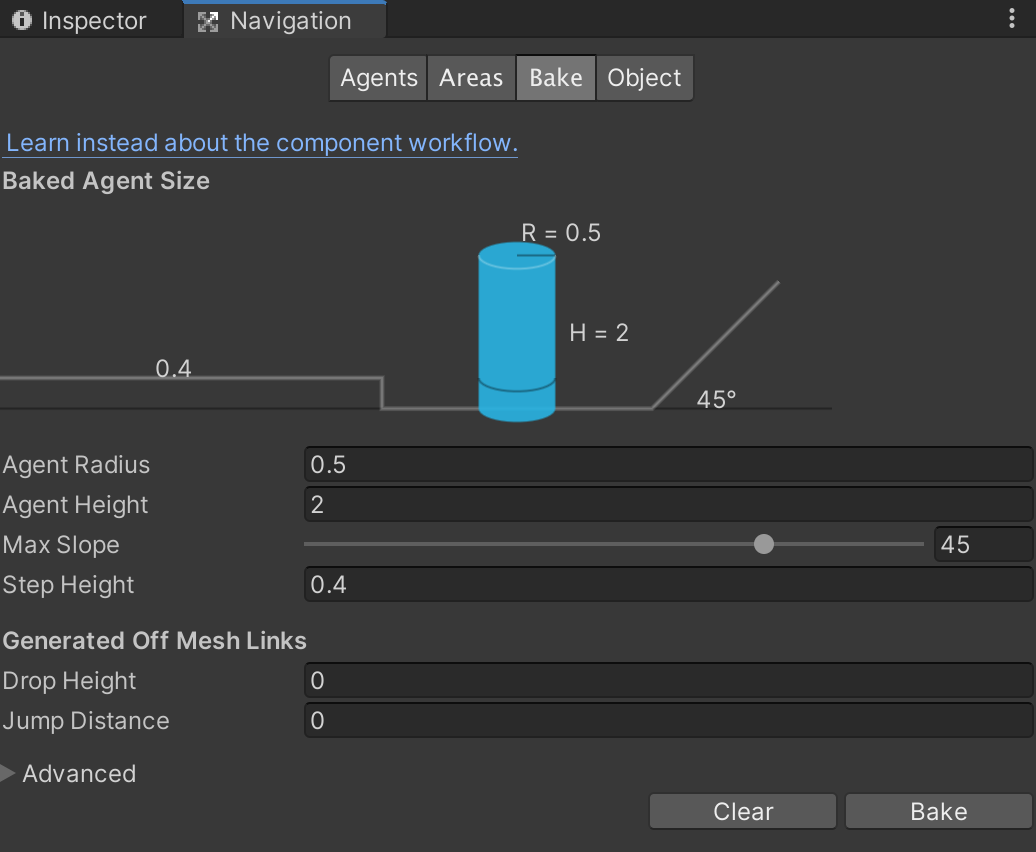 Inspector Navigation
Agents Areas Bake Object
Learn instead about the component workflow.
Baked Agent Size
R = 0.5
H = 2
0.4
45°
Agent Radius 0.5
Agent Height 2
Max Slope 45
Step Height 0.4
Generated Off Mesh Links
Drop Height 0
Jump Distance 0
Advanced
Clear Bake